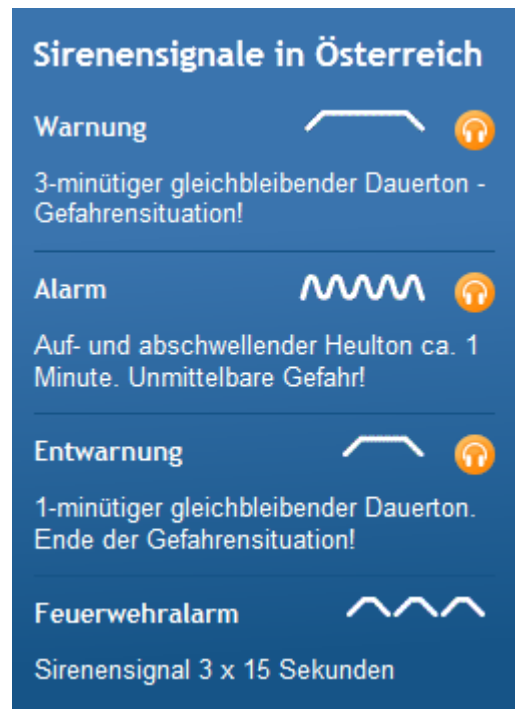 Sirenensignale in Österreich
Warnung
3-minütiger gleichbleibender Dauerton -
Gefahrensituation!
Alarm
Auf- und abschwellender Heulton ca. 1
Minute. Unmittelbare Gefahr!
Entwarnung
1-minütiger gleichbleibender Dauerton.
Ende der Gefahrensituation!
Feuerwehralarm
Sirenensignal 3 x 15 Sekunden